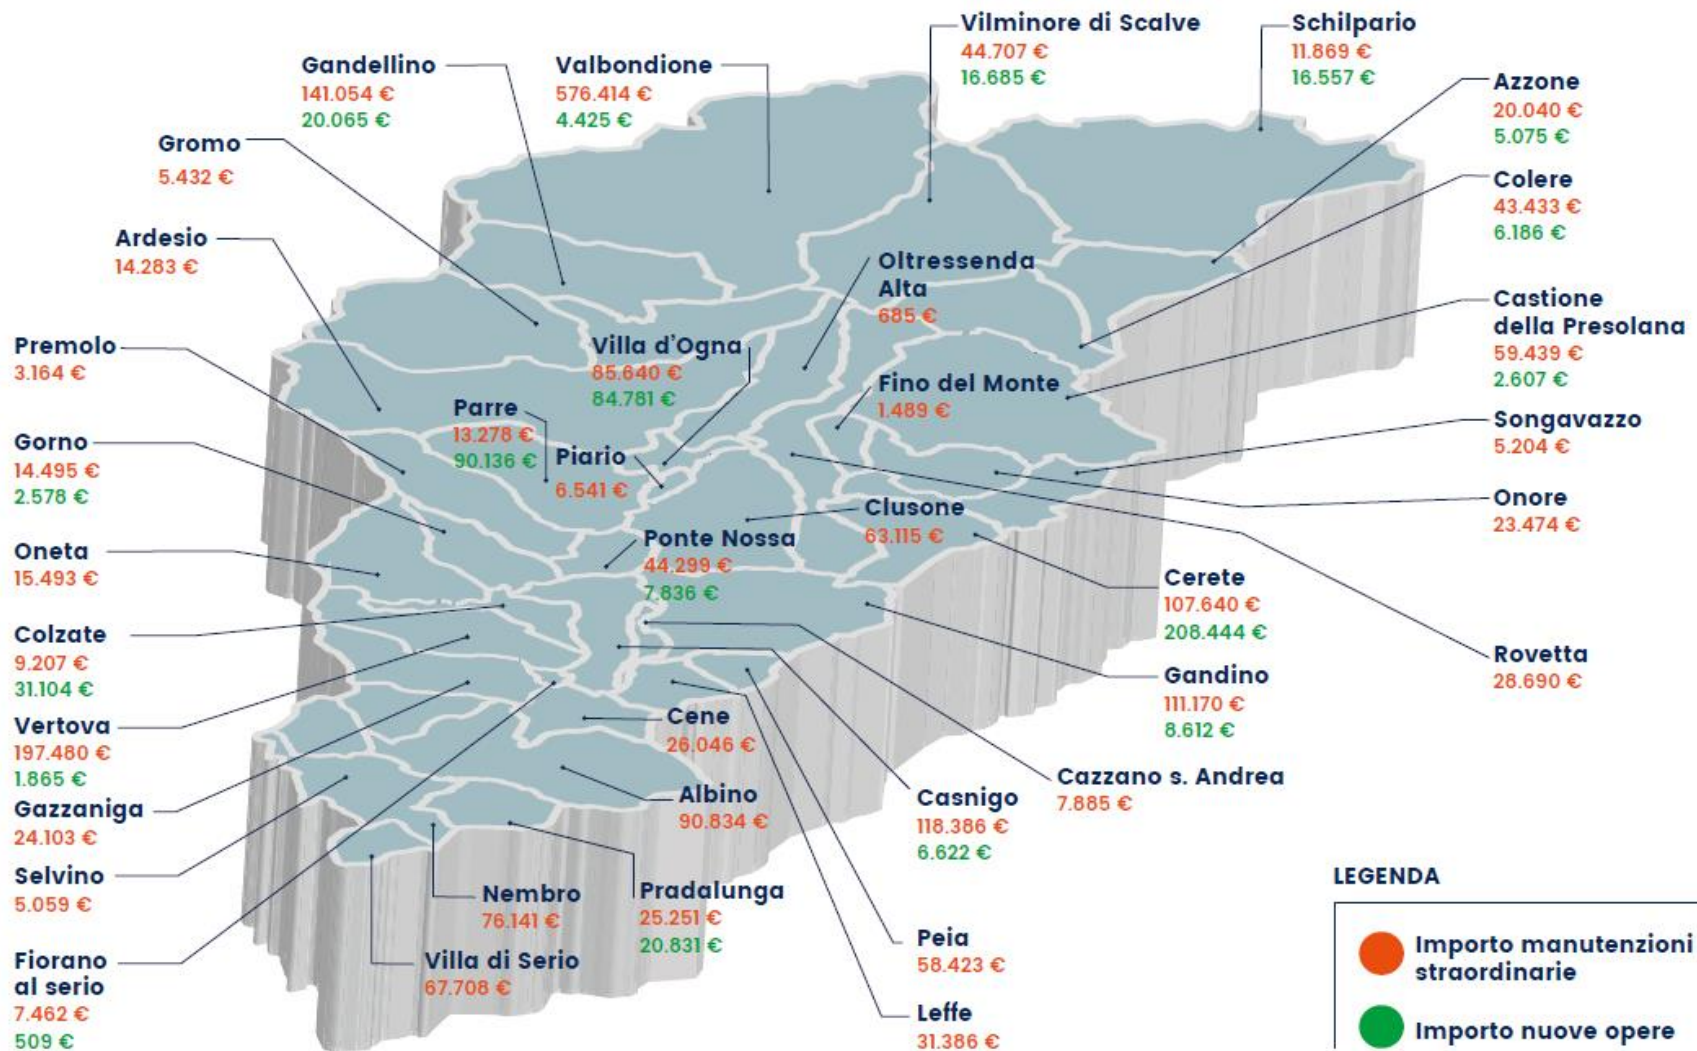 Vilminore di Scalve
44.707 €
16.685 €
Schilpario
11.869 €
16.557 €
Gandellino
141.054 €
20.065 €
Valbondione
576.414 €
4.425 €
Azzone
20.040 €
5.075 €
Gromo
5.432 €
Colere
43.433 €
6.186 €
Ardesio
14.283 €
Oltressenda
Alta
685 €
Castione
della Presolana
59.439 €
2.607 €
Premolo
3.164 €
Villa d'Ogna
85.640 €
84.781 €
Fino del Monte
1.489 €
Parre
13.278 €
90.136 €
Songavazzo
5.204 €
Gorno
14.495 €
2.578 €
Piario
6.541 €
Onore
23.474 €
Clusone
63.115 €
Ponte Nossa
44.299 €
7.836 €
Oneta
15.493 €
Cerete
107.640 €
208.444 €
Colzate
9.207 €
31.104 €
Rovetta
28.690 €
Gandino
111.170 €
8.612 €
Vertova
197.480 €
1.865 €
Cene
26.046 €
Cazzano s. Andrea
7.885 €
Gazzaniga
24.103 €
Albino
90.834 €
Casnigo
118.386 €
6.622 €
Selvino
5.059 €
Nembro
76.141 €
Pradalunga
25.251 €
20.831 €
Peia
58.423 €
Fiorano
al serio
7.462 €
509 €
Villa di Serio
67.708 €
Leffe
31.386 €
LEGENDA
Importo manutenzioni
straordinarie
Importo nuove opere